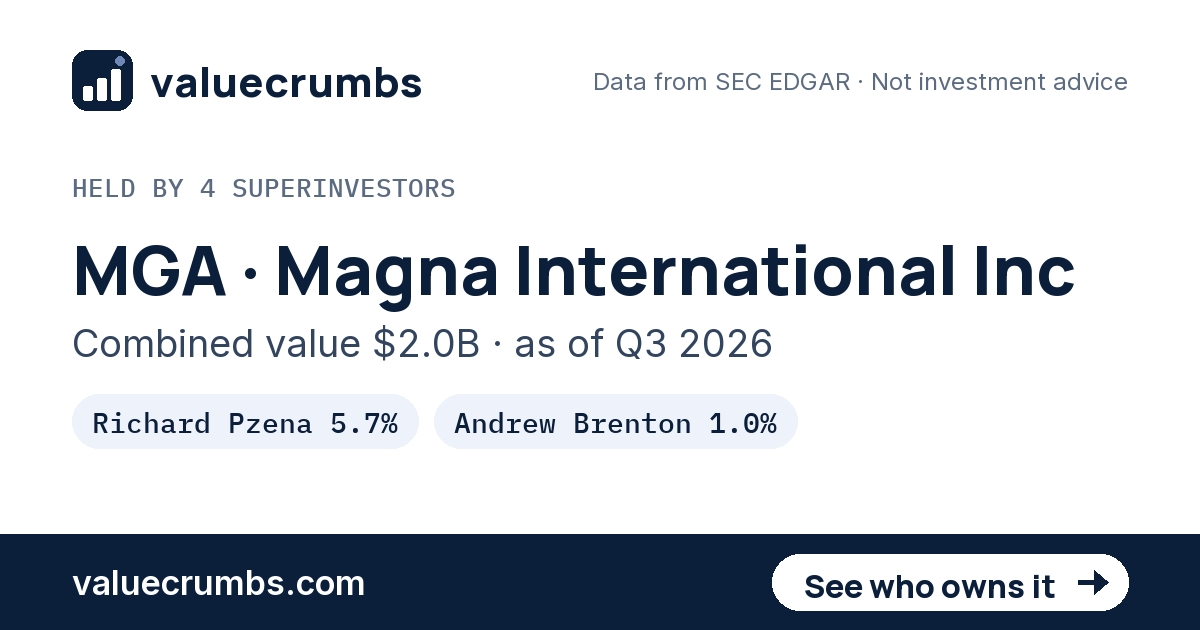 valuecrumbs
Data from SEC EDGAR · Not investment advice
HELD BY 4 SUPERINVESTORS
MGA · Magna International Inc
Combined value $2.0B · as of Q3 2026
Richard Pzena 5.7%
Andrew Brenton 1.0%
valuecrumbs.com
See who owns it →